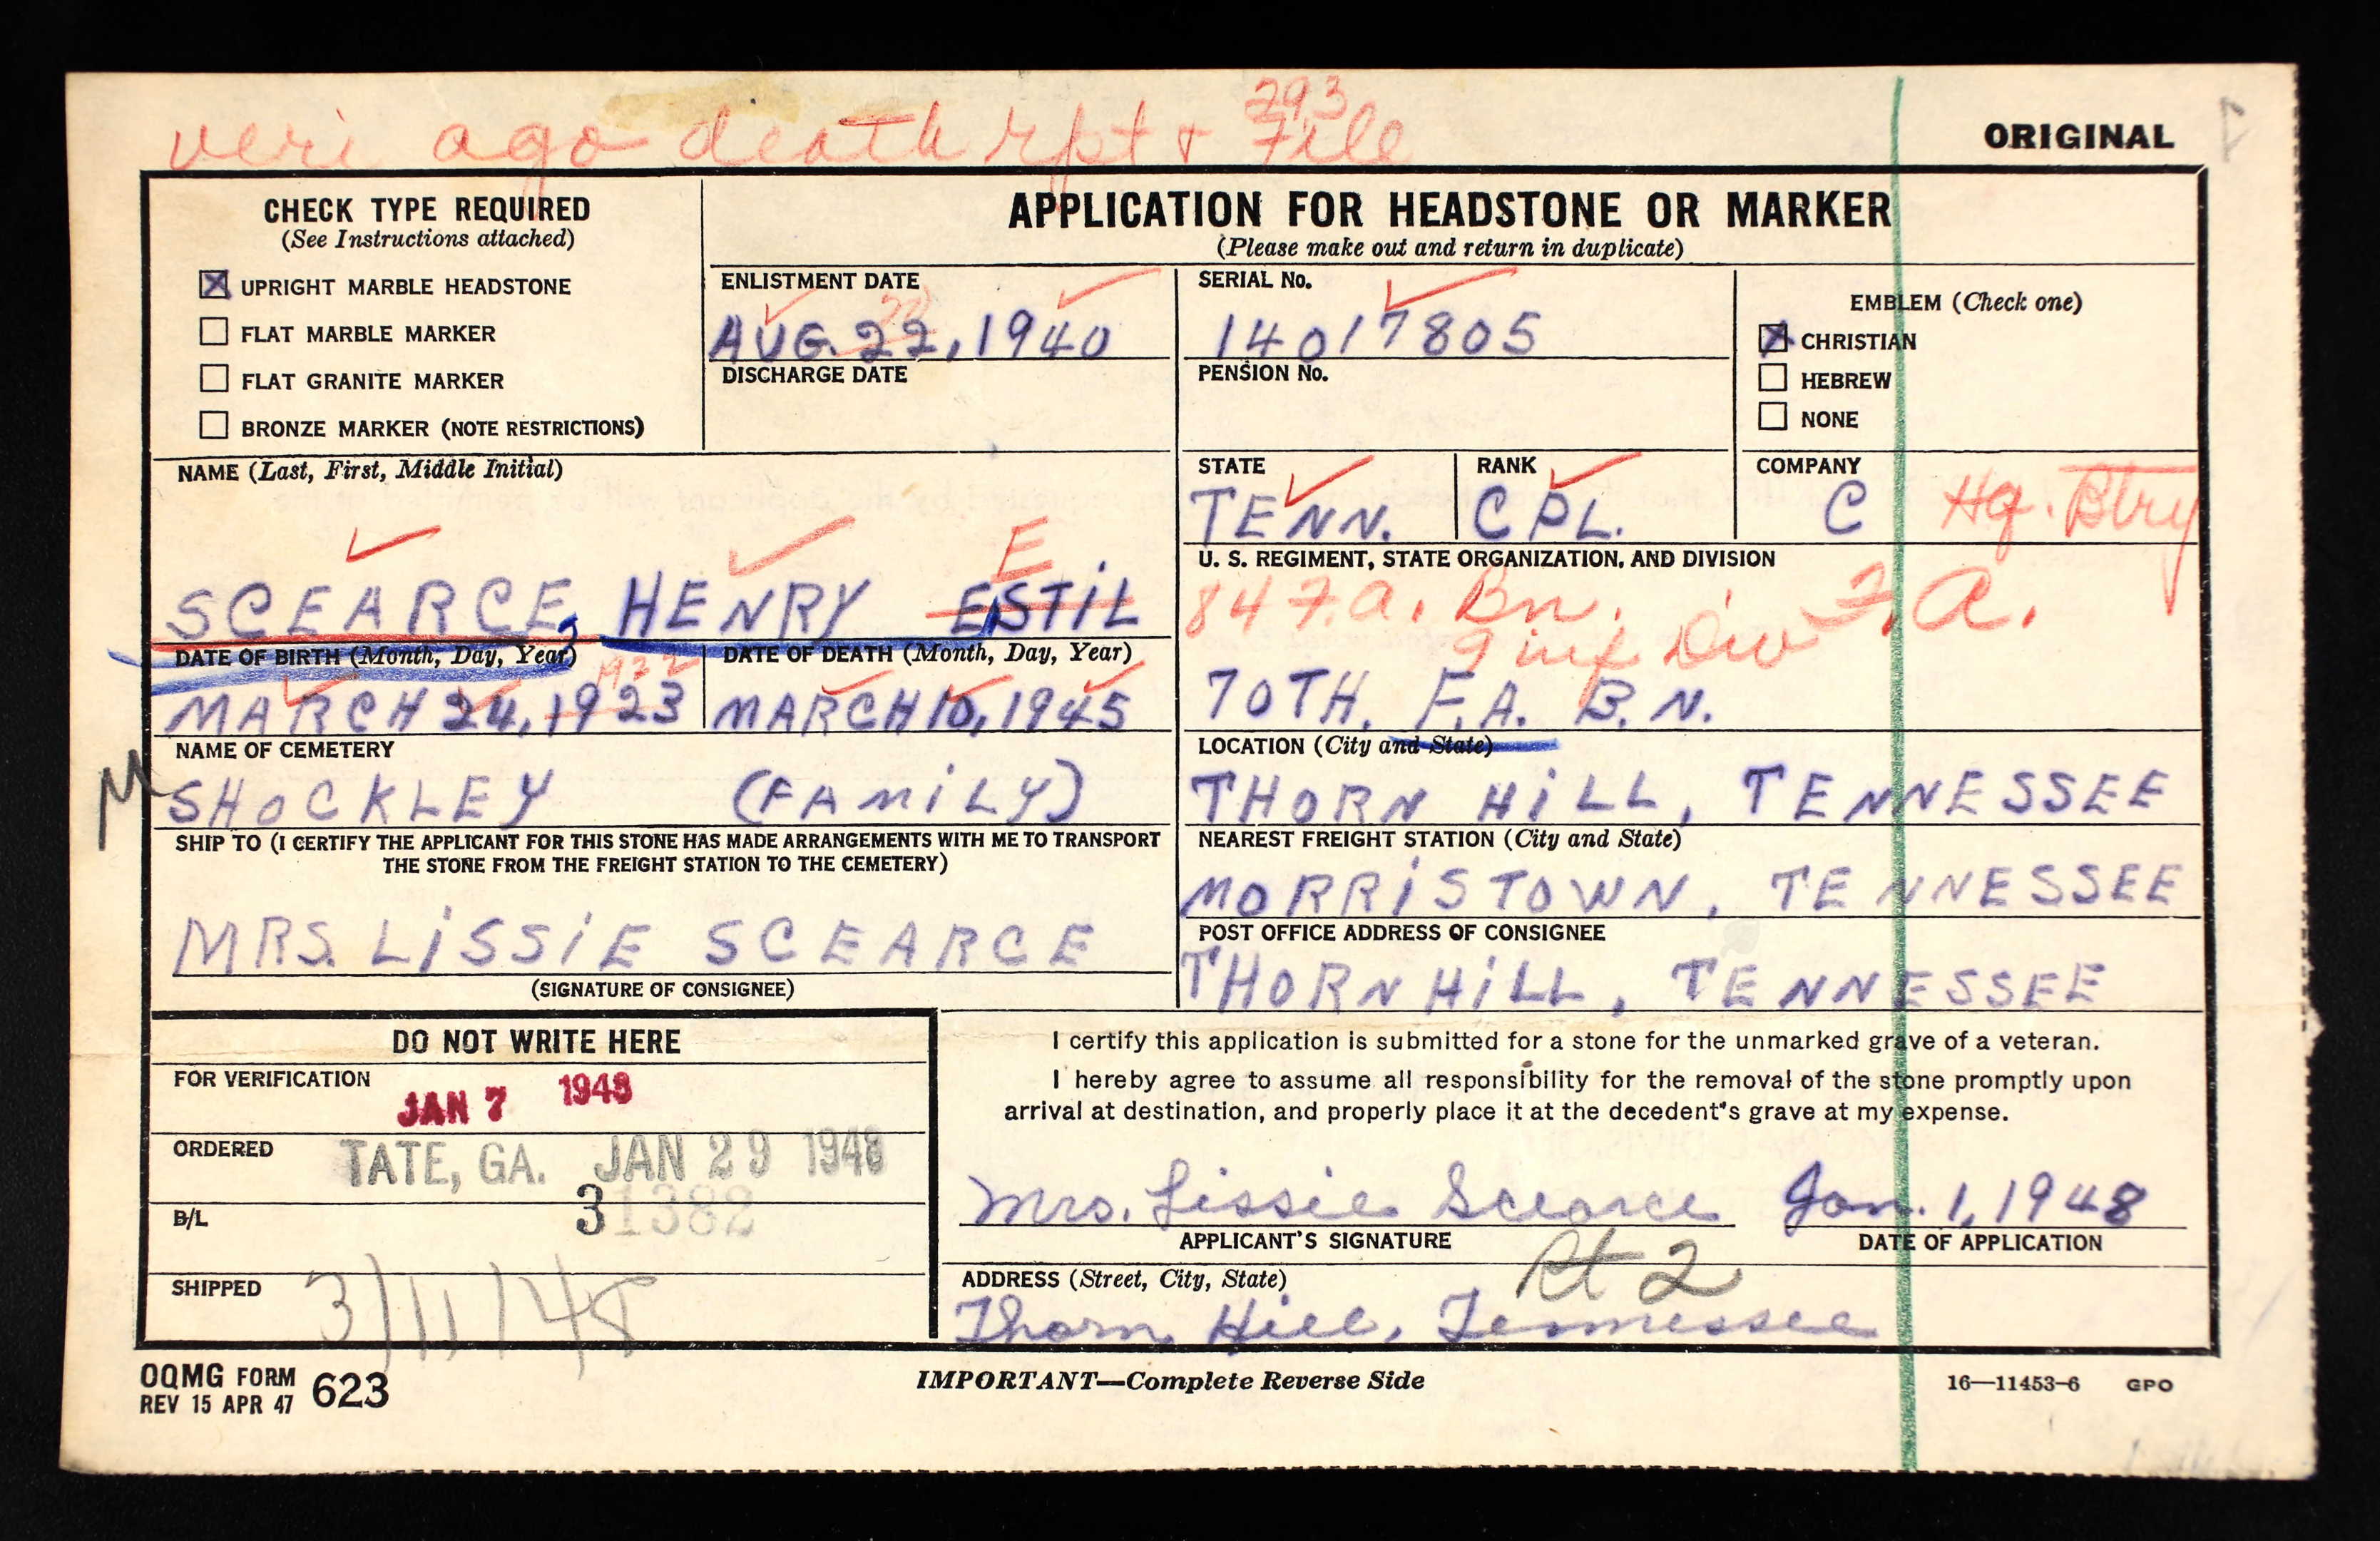 293
veri ago death rpt & File
ORIGINAL
CHECK TYPE REQUIRED
(See Instructions attached)
UPRIGHT MARBLE HEADSTONE
FLAT MARBLE MARKER
FLAT GRANITE MARKER
BRONZE MARKER (NOTE RESTRICTIONS)
APPLICATION FOR HEADSTONE OR MARKER
(Please make out and return in duplicate)
ENLISTMENT DATE
AUG. 22, 1940
DISCHARGE DATE
SERIAL No.
14017805
PENSION No.
EMBLEM (Check one)
CHRISTIAN
HEBREW
NONE
NAME (Last, First, Middle Initial)
E
SCEARCE, HENRY ESTIL
STATE
TENN.
RANK
CPL.
COMPANY
C Hq. Btry
U. S. REGIMENT, STATE ORGANIZATION, AND DIVISION
84 F.A. Bn. F.A.
9 inf Div
70TH. F.A. B.N.
DATE OF BIRTH (Month, Day, Year)
1922
MARCH 24, 1923
DATE OF DEATH (Month, Day, Year)
MARCH 10, 1945
NAME OF CEMETERY
M
SHOCKLEY (FAMILY)
LOCATION (City and State)
THORN HILL, TENNESSEE
SHIP TO (I CERTIFY THE APPLICANT FOR THIS STONE HAS MADE ARRANGEMENTS WITH ME TO TRANSPORT
THE STONE FROM THE FREIGHT STATION TO THE CEMETERY)
MRS. LISSIE SCEARCE
(SIGNATURE OF CONSIGNEE)
NEAREST FREIGHT STATION (City and State)
MORRISTOWN, TENNESSEE
POST OFFICE ADDRESS OF CONSIGNEE
THORN HILL, TENNESSEE
DO NOT WRITE HERE
FOR VERIFICATION
JAN 7 1948
ORDERED
TATE, GA. JAN 29 1948
B/L
31382
SHIPPED
3/11/48
I certify this application is submitted for a stone for the unmarked grave of a veteran.
I hereby agree to assume all responsibility for the removal of the stone promptly upon
arrival at destination, and properly place it at the decedent's grave at my expense.
Mrs. Lissie Scearce Jan. 1, 1948
APPLICANT'S SIGNATURE DATE OF APPLICATION
ADDRESS (Street, City, State)
Rt 2
Thorn Hill, Tennessee
OQMG FORM 623
REV 15 APR 47
IMPORTANT—Complete Reverse Side
16—11453-6 GPO